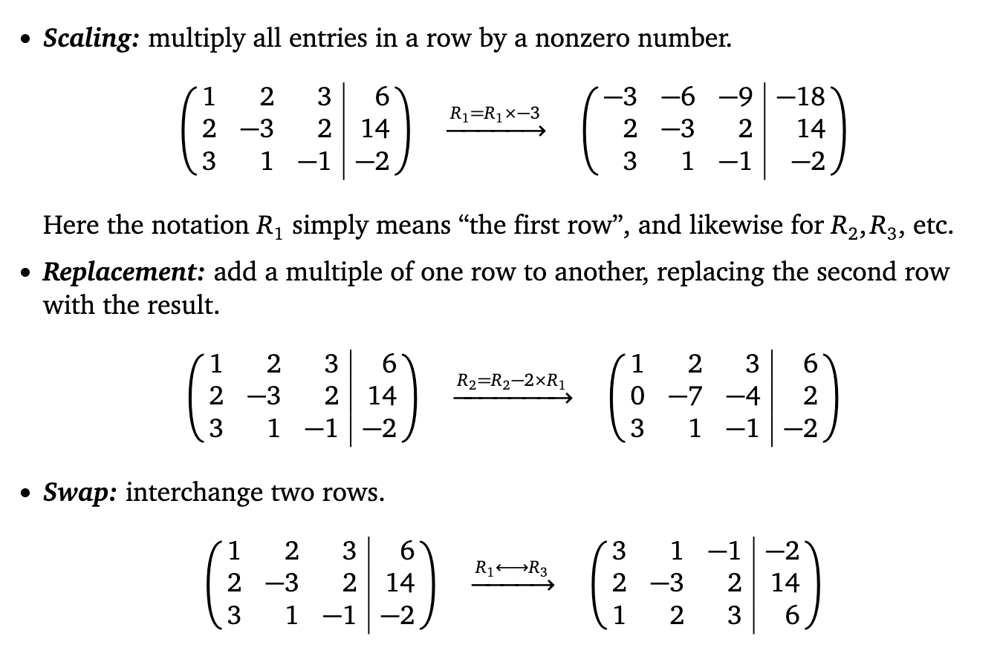 • Scaling: multiply all entries in a row by a nonzero number.
( 1 2 3 | 6 ) ( −3 −6 −9 | −18 )
( 2 −3 2 | 14 ) R₁=R₁×−3 ⟶ ( 2 −3 2 | 14 )
( 3 1 −1 | −2 ) ( 3 1 −1 | −2 )
Here the notation R₁ simply means “the first row”, and likewise for R₂,R₃, etc.
• Replacement: add a multiple of one row to another, replacing the second row
with the result.
( 1 2 3 | 6 ) ( 1 2 3 | 6 )
( 2 −3 2 | 14 ) R₂=R₂−2×R₁ ⟶ ( 0 −7 −4 | 2 )
( 3 1 −1 | −2 ) ( 3 1 −1 | −2 )
• Swap: interchange two rows.
( 1 2 3 | 6 ) ( 3 1 −1 | −2 )
( 2 −3 2 | 14 ) R₁⟷R₃ ⟶ ( 2 −3 2 | 14 )
( 3 1 −1 | −2 ) ( 1 2 3 | 6 )